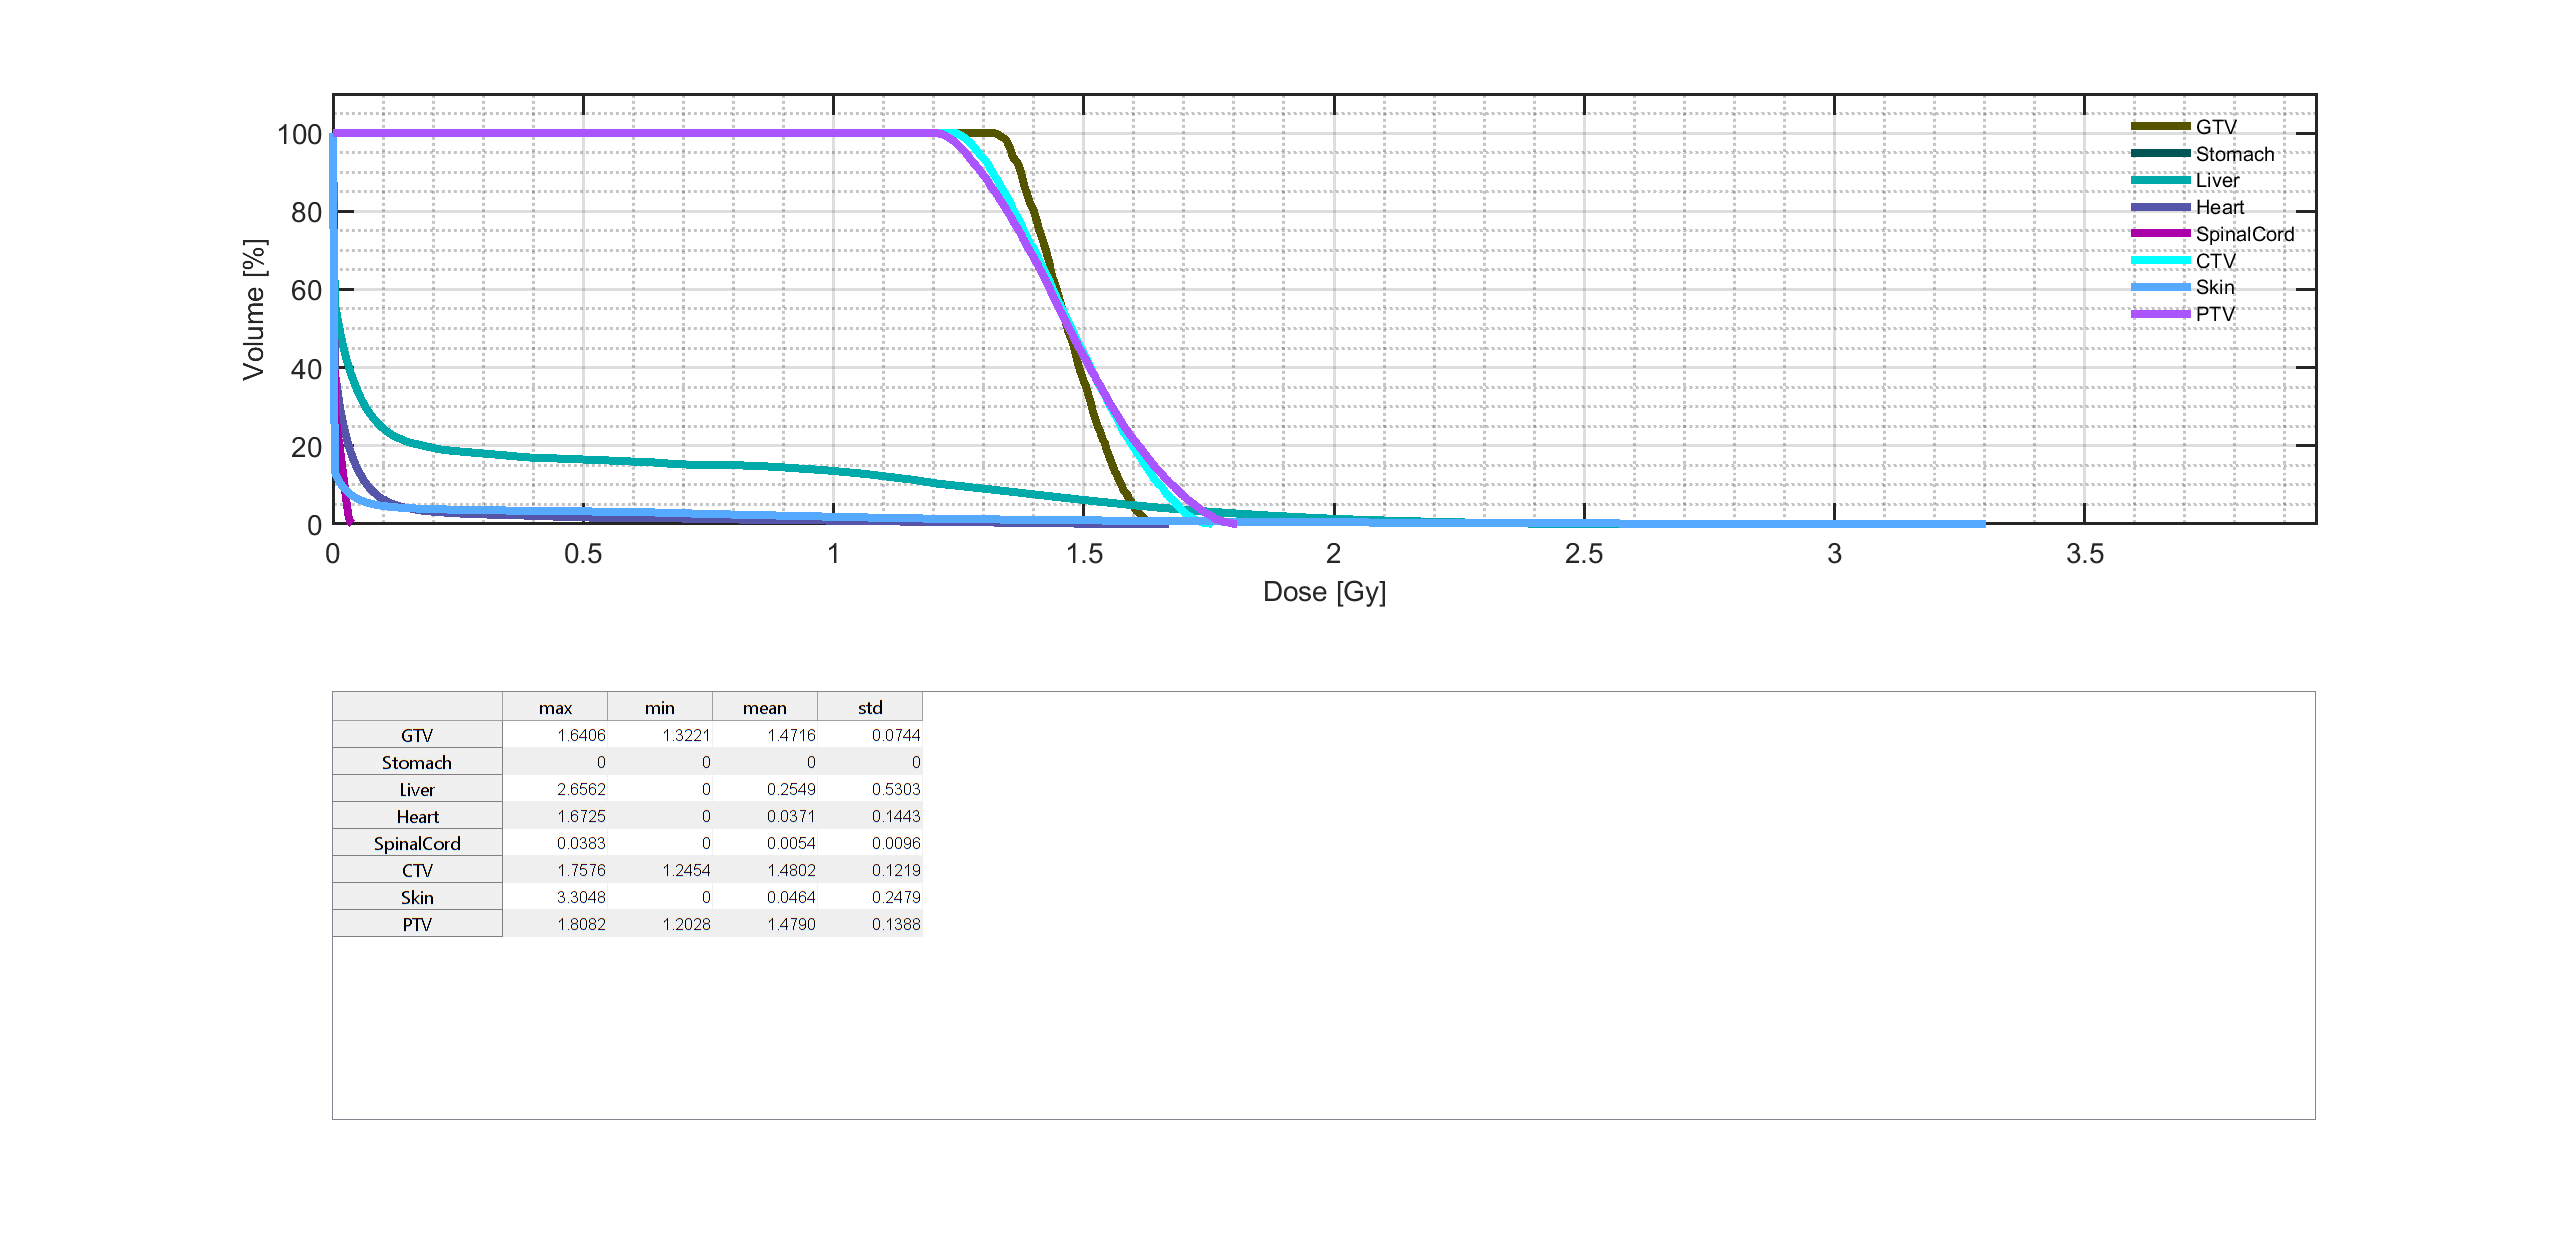 100
80
60
40
20
0
Volume [%]
0 0.5 1 1.5 2 2.5 3 3.5
Dose [Gy]
GTV
Stomach
Liver
Heart
SpinalCord
CTV
Skin
PTV
max min mean std
GTV 1.6406 1.3221 1.4716 0.0744
Stomach 0 0 0 0
Liver 2.6562 0 0.2549 0.5303
Heart 1.6725 0 0.0371 0.1443
SpinalCord 0.0383 0 0.0054 0.0096
CTV 1.7576 1.2454 1.4802 0.1219
Skin 3.3048 0 0.0464 0.2479
PTV 1.8082 1.2028 1.4790 0.1388